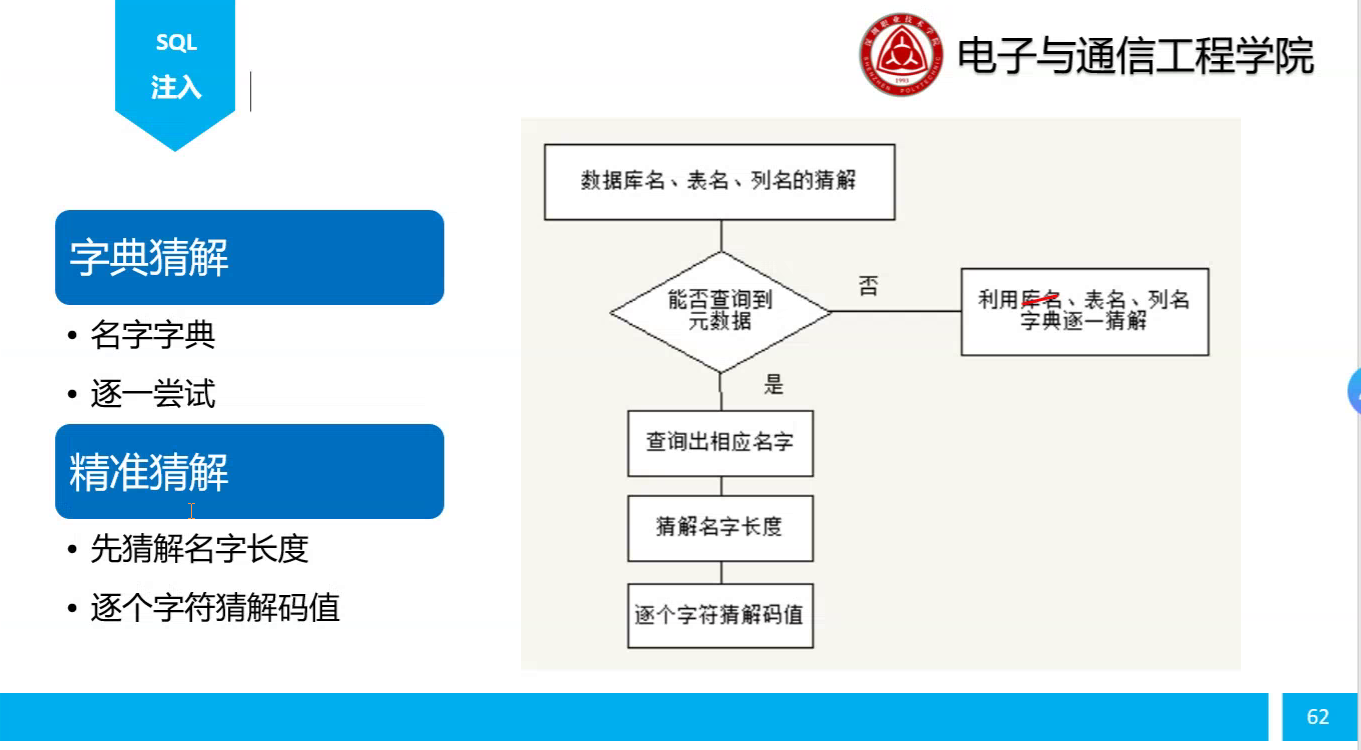 SQL
注入
电子与通信工程学院
字典猜解
• 名字字典
• 逐一尝试
精准猜解
• 先猜解名字长度
• 逐个字符猜解码值
数据库名、表名、列名的猜解
能否查询到
元数据
否
利用库名、表名、列名
字典逐一猜解
是
查询出相应名字
猜解名字长度
逐个字符猜解码值
62